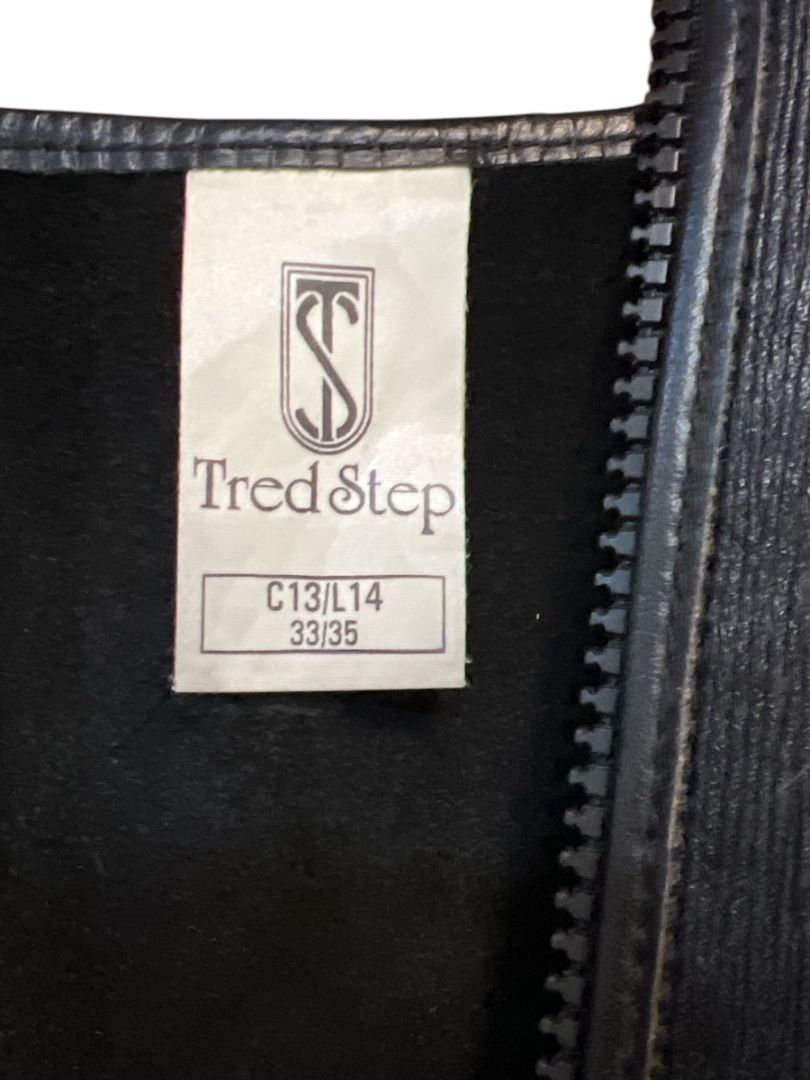 TS
Tred Step
C13/L14
33/35